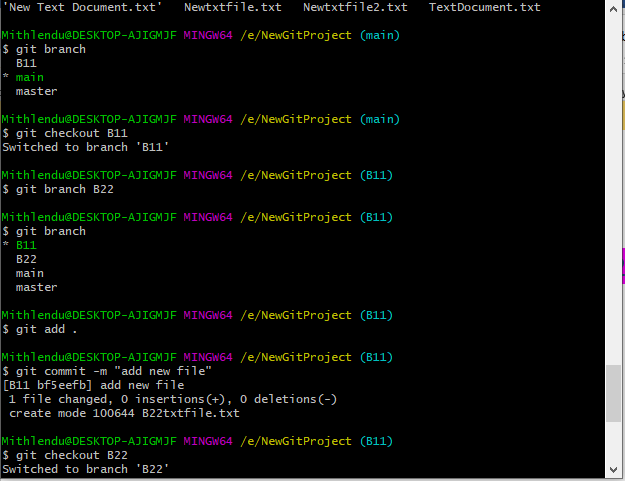 'New Text Document.txt'   Newtxtfile.txt   Newtxtfile2.txt   TextDocument.txt
Mithlendu@DESKTOP-AJIGMJF MINGW64 /e/NewGitProject (main)
$ git branch
  B11
* main
  master
Mithlendu@DESKTOP-AJIGMJF MINGW64 /e/NewGitProject (main)
$ git checkout B11
Switched to branch 'B11'
Mithlendu@DESKTOP-AJIGMJF MINGW64 /e/NewGitProject (B11)
$ git branch B22
Mithlendu@DESKTOP-AJIGMJF MINGW64 /e/NewGitProject (B11)
$ git branch
* B11
  B22
  main
  master
Mithlendu@DESKTOP-AJIGMJF MINGW64 /e/NewGitProject (B11)
$ git add .
Mithlendu@DESKTOP-AJIGMJF MINGW64 /e/NewGitProject (B11)
$ git commit -m "add new file"
[B11 bf5eefb] add new file
 1 file changed, 0 insertions(+), 0 deletions(-)
 create mode 100644 B22txtfile.txt
Mithlendu@DESKTOP-AJIGMJF MINGW64 /e/NewGitProject (B11)
$ git checkout B22
Switched to branch 'B22'